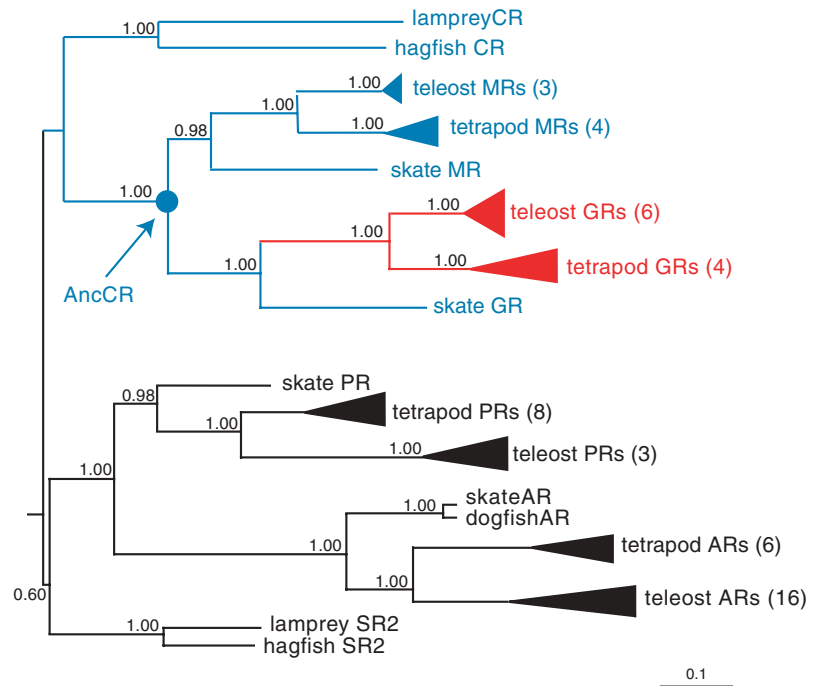 lampreyCR
1.00
hagfish CR
1.00
teleost MRs (3)
1.00
1.00
tetrapod MRs (4)
0.98
skate MR
1.00
1.00
teleost GRs (6)
1.00
1.00
tetrapod GRs (4)
1.00
AncCR
skate GR
skate PR
0.98
tetrapod PRs (8)
1.00
1.00
teleost PRs (3)
1.00
skateAR
1.00
dogfishAR
tetrapod ARs (6)
1.00
1.00
teleost ARs (16)
0.60
lamprey SR2
1.00
hagfish SR2
0.1